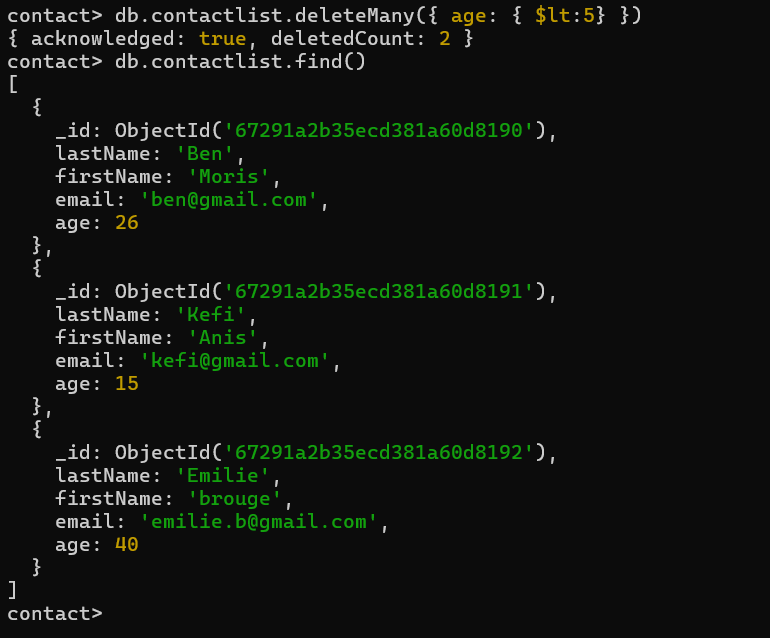 contact> db.contactlist.deleteMany({ age: { $lt:5} })
{ acknowledged: true, deletedCount: 2 }
contact> db.contactlist.find()
[
  {
    _id: ObjectId('67291a2b35ecd381a60d8190'),
    lastName: 'Ben',
    firstName: 'Moris',
    email: 'ben@gmail.com',
    age: 26
  },
  {
    _id: ObjectId('67291a2b35ecd381a60d8191'),
    lastName: 'Kefi',
    firstName: 'Anis',
    email: 'kefi@gmail.com',
    age: 15
  },
  {
    _id: ObjectId('67291a2b35ecd381a60d8192'),
    lastName: 'Emilie',
    firstName: 'brouge',
    email: 'emilie.b@gmail.com',
    age: 40
  }
]
contact>